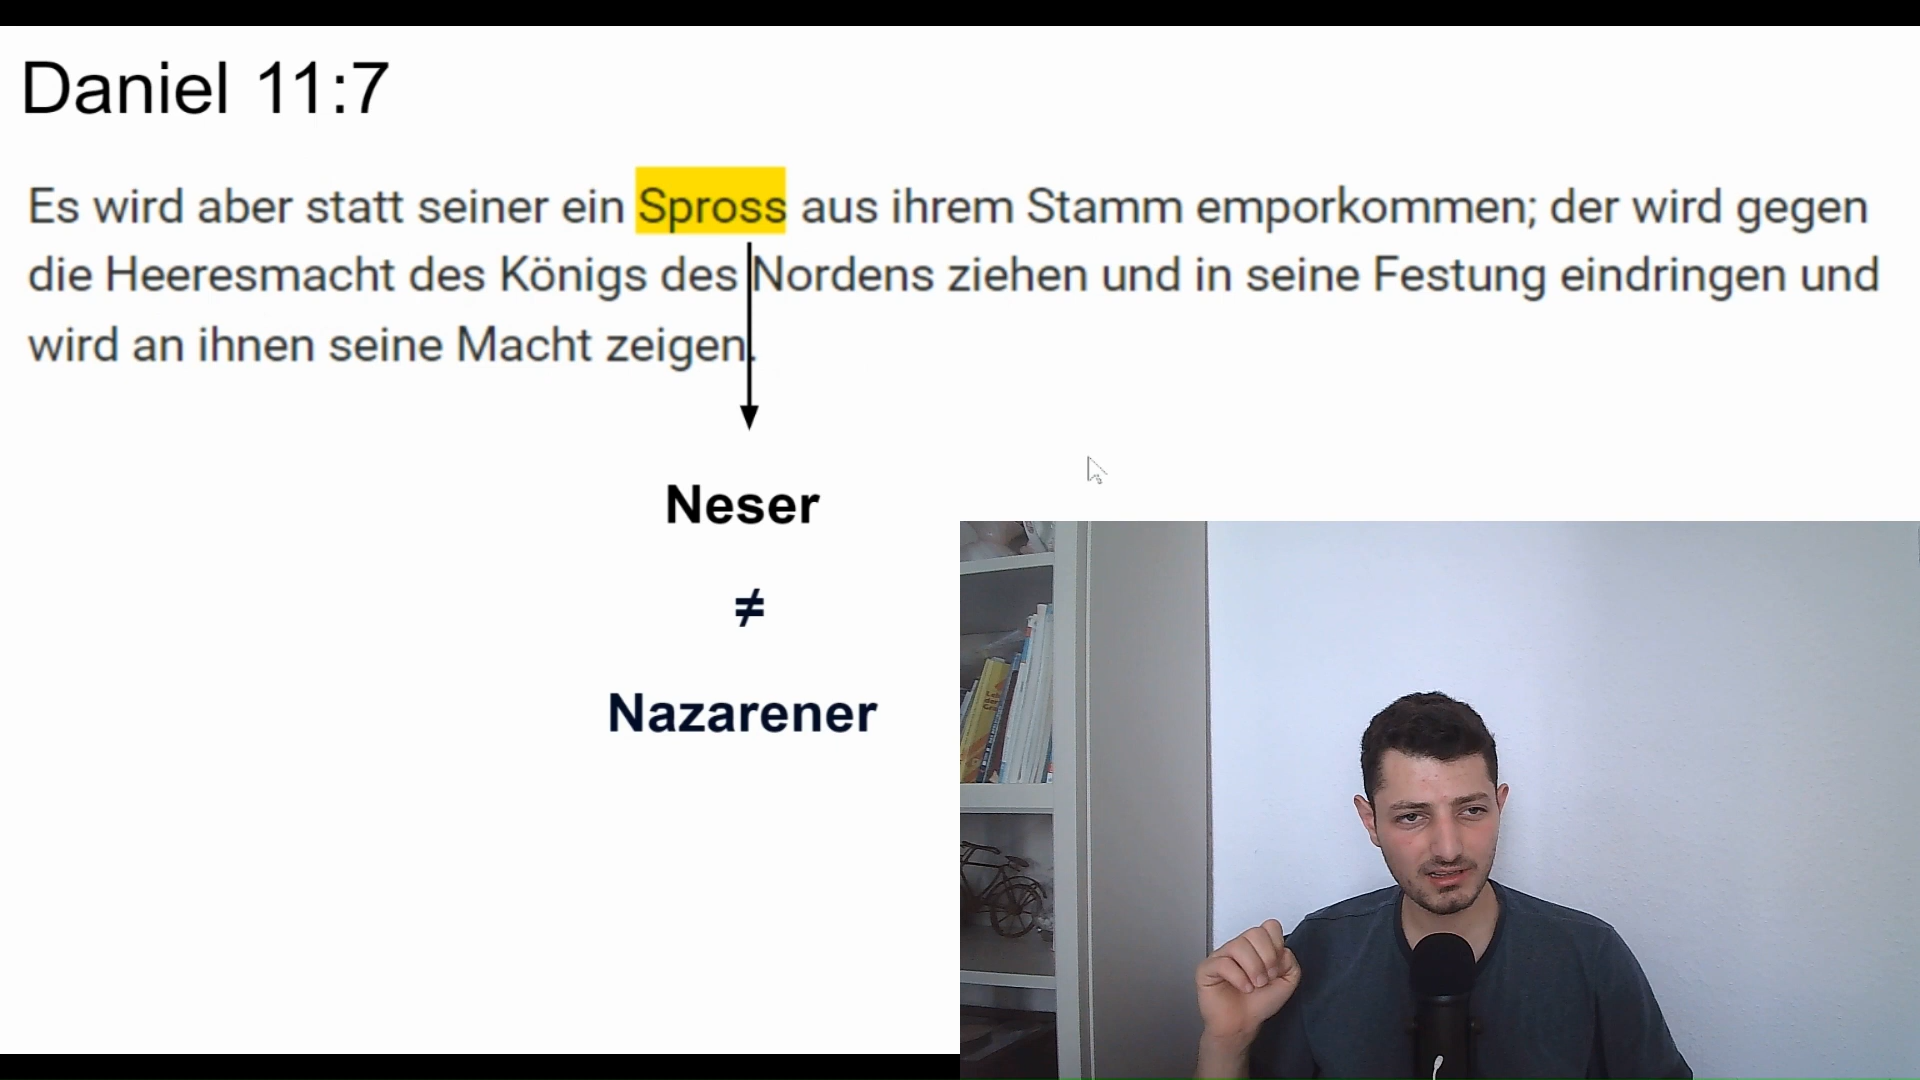 Daniel 11:7
Es wird aber statt seiner ein Spross aus ihrem Stamm emporkommen; der wird gegen
die Heeresmacht des Königs des Nordens ziehen und in seine Festung eindringen und
wird an ihnen seine Macht zeigen.
Neser
≠
Nazarener